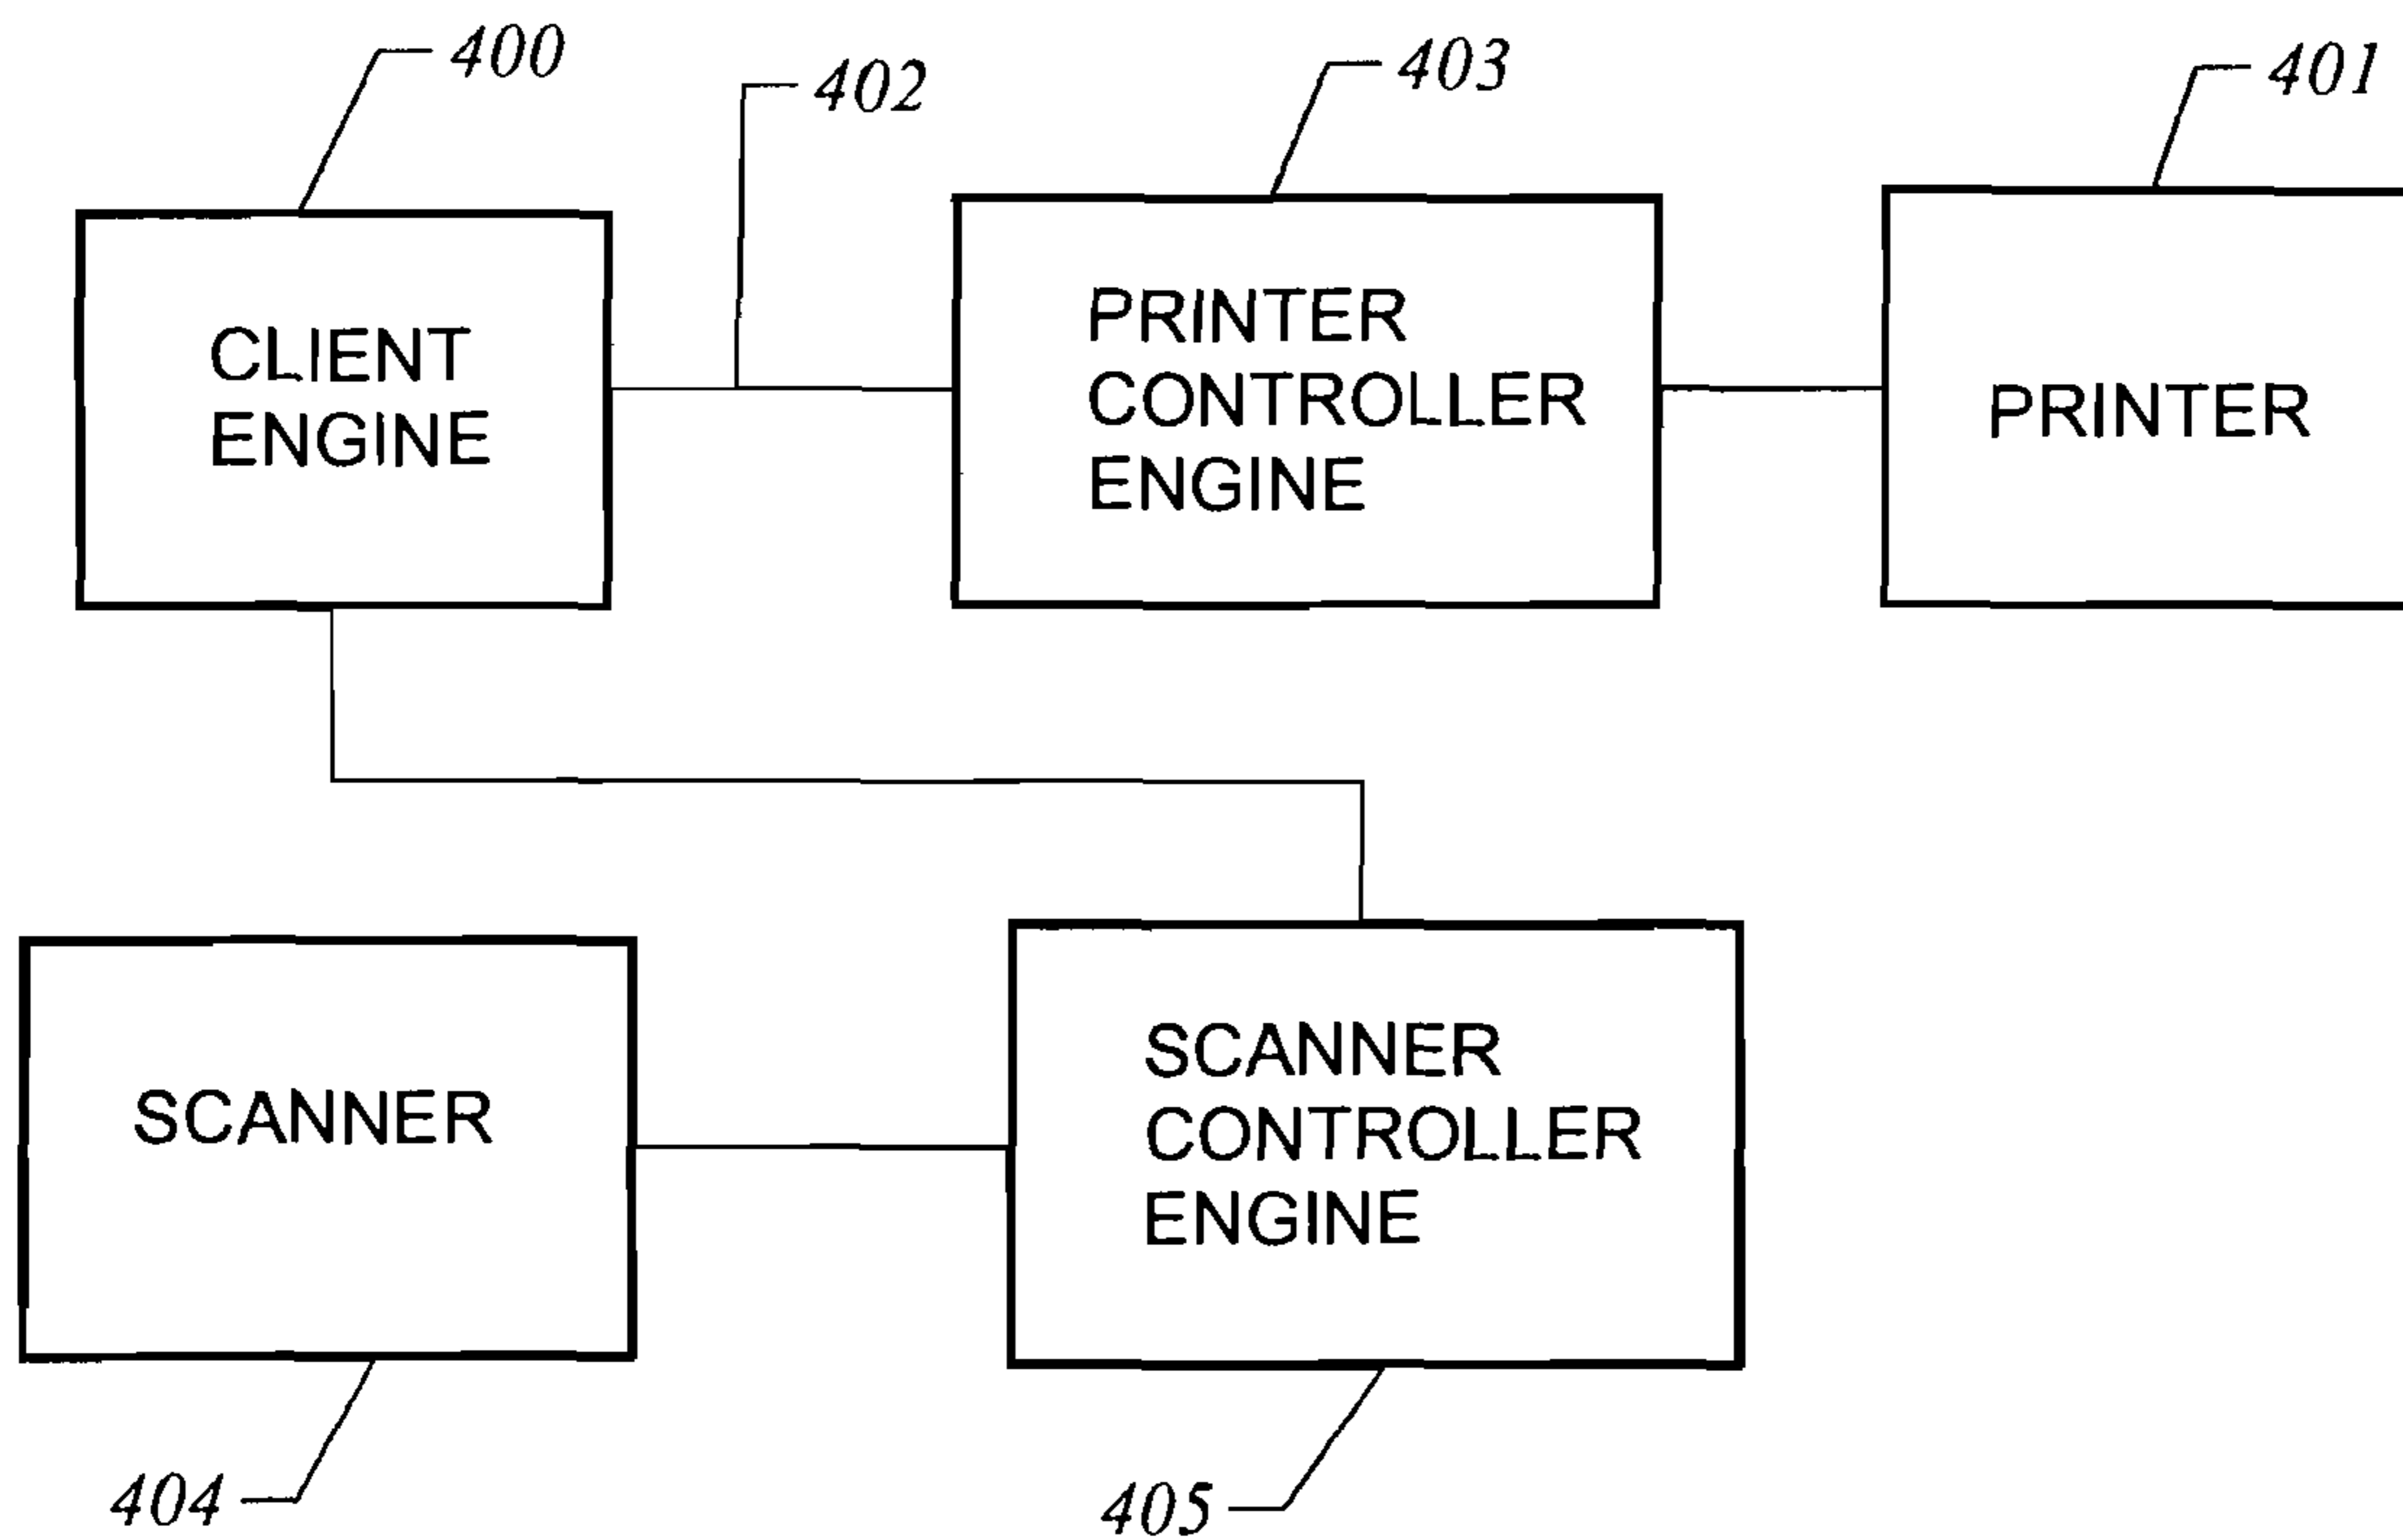 400
402
403
401
CLIENT
ENGINE
PRINTER
CONTROLLER
ENGINE
PRINTER
SCANNER
SCANNER
CONTROLLER
ENGINE
404
405